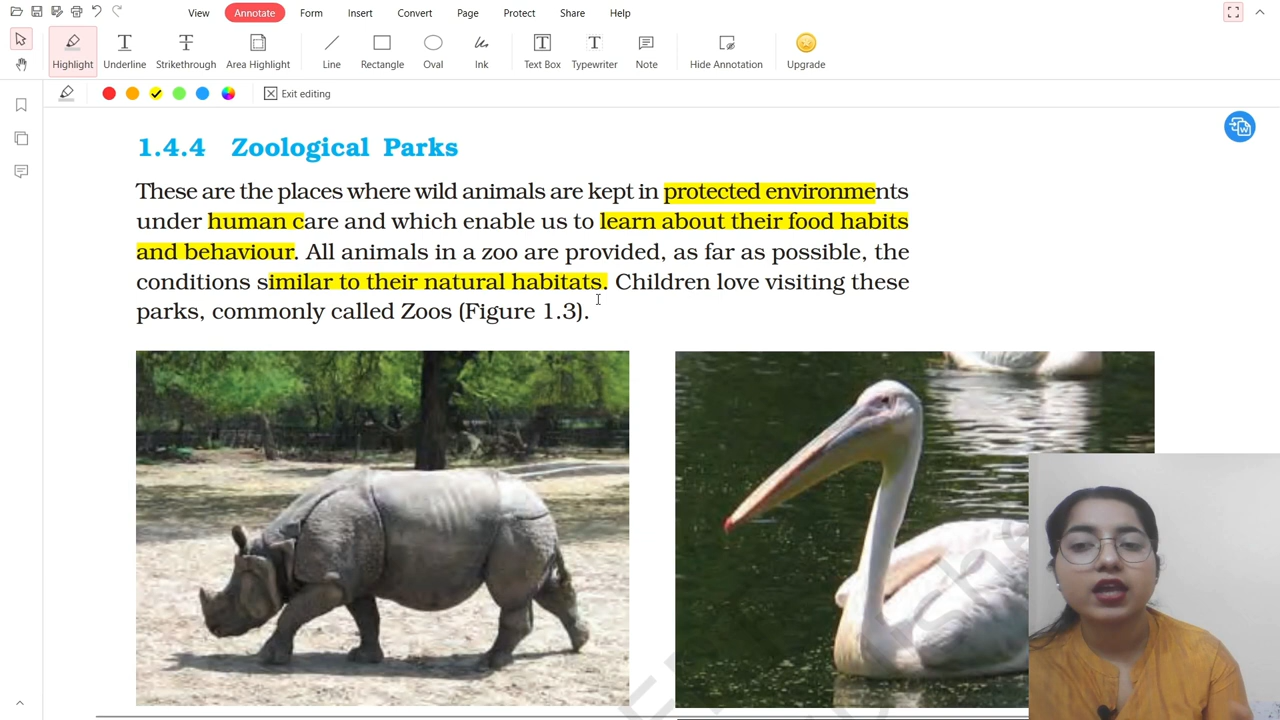 View Annotate Form Insert Convert Page Protect Share Help
Highlight Underline Strikethrough Area Highlight Line Rectangle Oval Ink Text Box Typewriter Note Hide Annotation Upgrade
Exit editing
1.4.4 Zoological Parks
These are the places where wild animals are kept in protected environments
under human care and which enable us to learn about their food habits
and behaviour. All animals in a zoo are provided, as far as possible, the
conditions similar to their natural habitats. Children love visiting these
parks, commonly called Zoos (Figure 1.3).